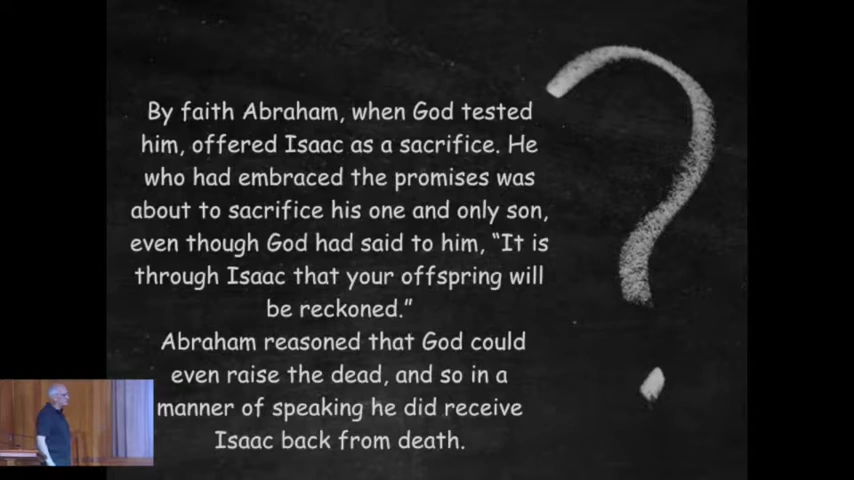 By faith Abraham, when God tested
him, offered Isaac as a sacrifice. He
who had embraced the promises was
about to sacrifice his one and only son,
even though God had said to him, “It is
through Isaac that your offspring will
be reckoned.”
Abraham reasoned that God could
even raise the dead, and so in a
manner of speaking he did receive
Isaac back from death.
?